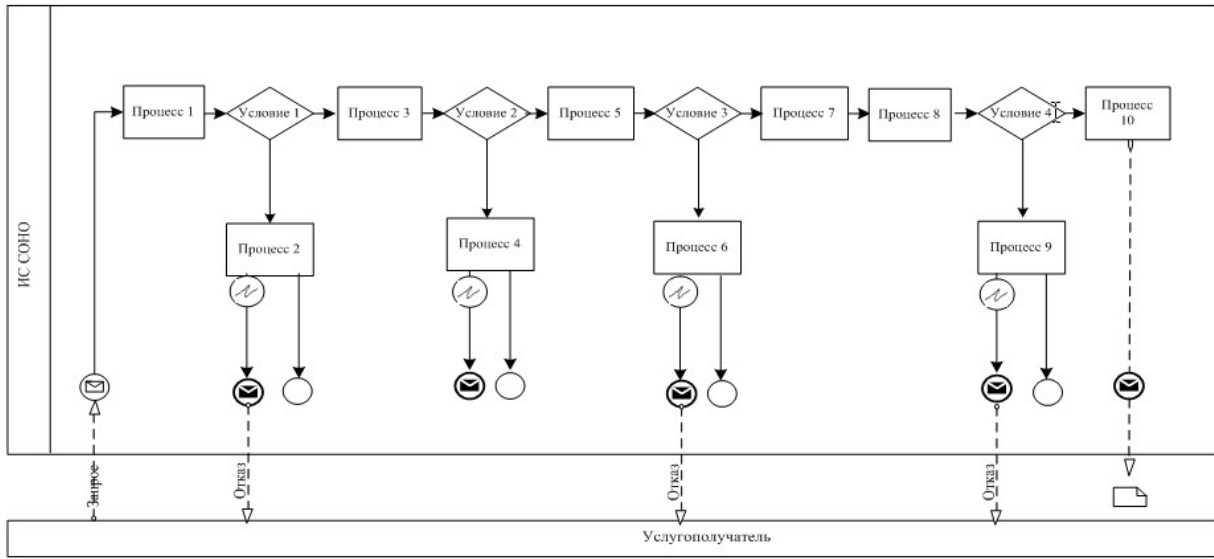 ИС СОНО
Процесс 1
Условие 1
Процесс 3
Условие 2
Процесс 5
Условие 3
Процесс 7
Процесс 8
Условие 4
Процесс
10
Процесс 2
Процесс 4
Процесс 6
Процесс 9
Запрос
Отказ
Отказ
Отказ
Услугополучатель